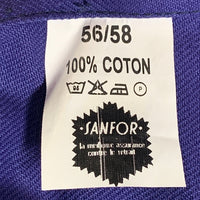 56/58
100% COTON
P
SANFOR
la meilleure assurance
contre le retrait